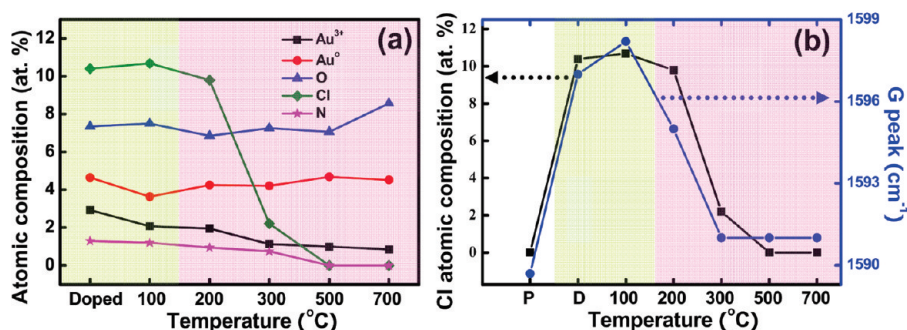 (a)
Atomic composition (at. %)
12
10
8
6
4
2
0
Au3+
Au°
O
Cl
N
Doped 100 200 300 500 700
Temperature (°C)
(b)
Cl atomic composition (at. %)
12
10
8
6
4
2
0
P D 100 200 300 500 700
Temperature (°C)
1599
1596
1593
1590
G peak (cm-1)